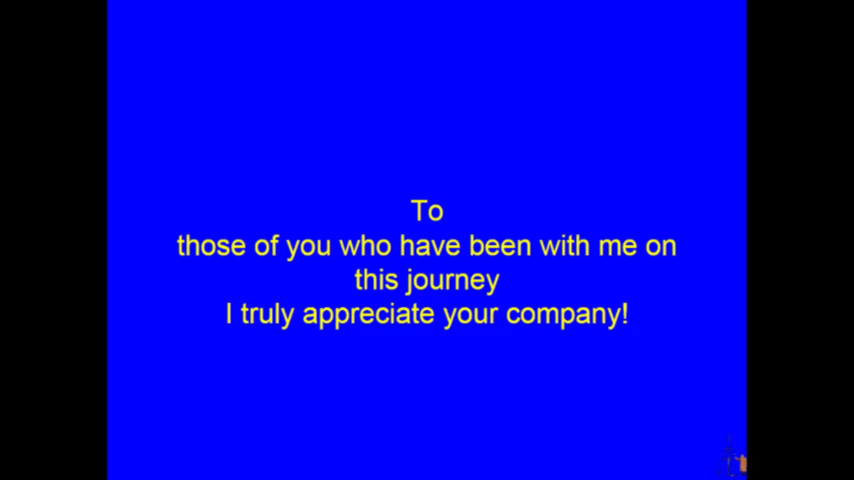 To
those of you who have been with me on
this journey
I truly appreciate your company!